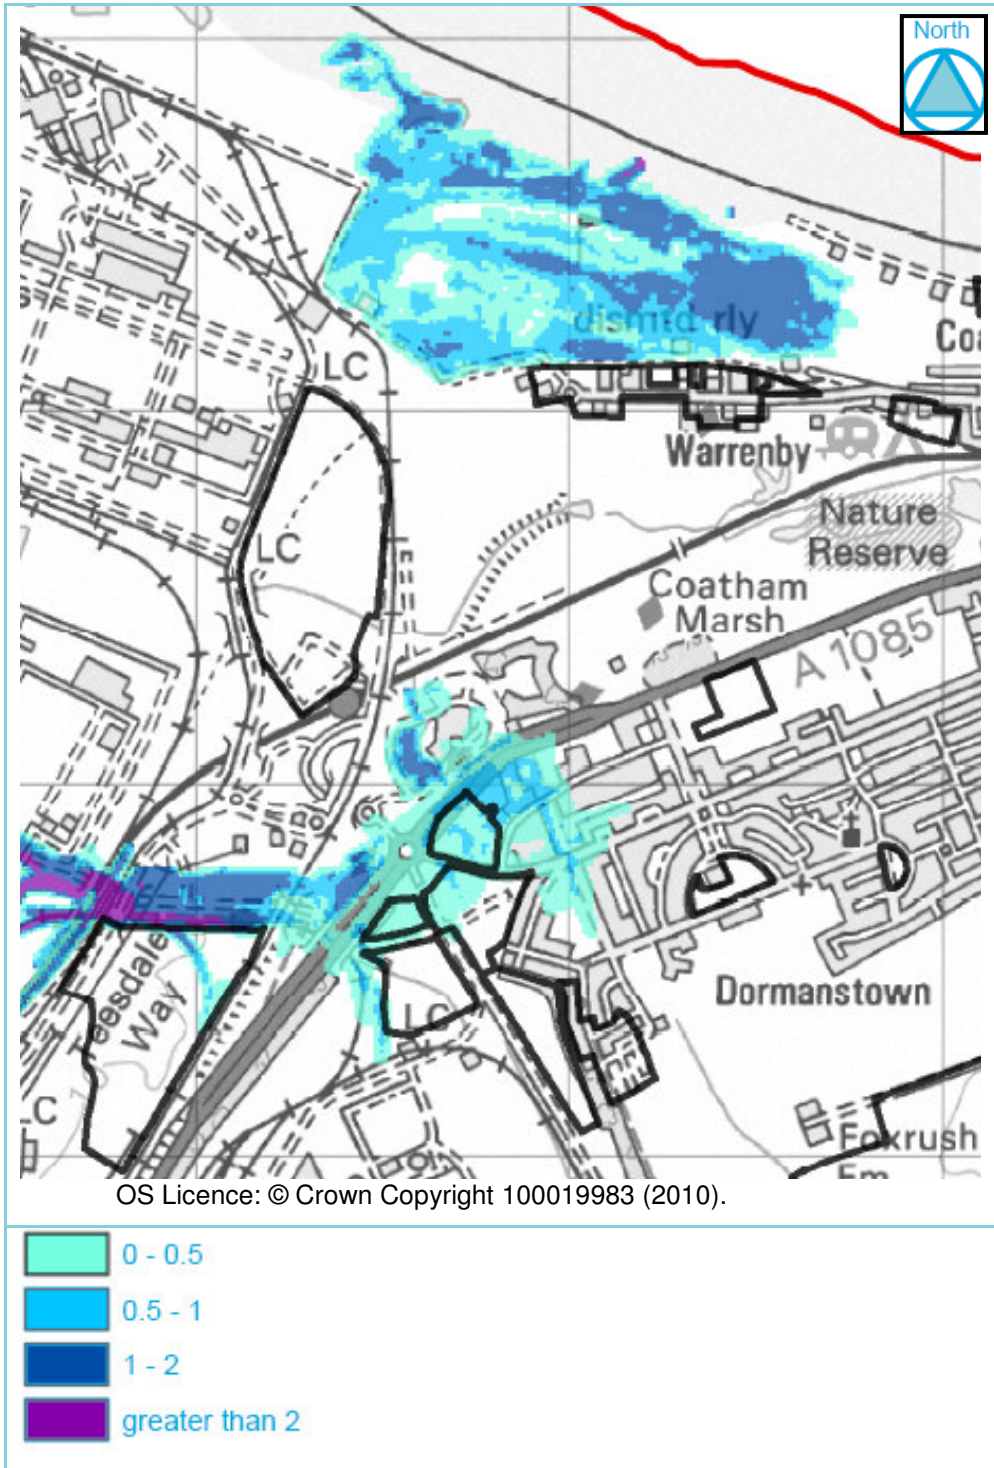 North
dismtd rly
Coa
LC
Warrenby
Nature
Reserve
LC
Coatham
Marsh
A 1085
Teesdale
Way
Dormanstown
LC
LC
Foxrush
Fm
OS Licence: © Crown Copyright 100019983 (2010).
0 - 0.5
0.5 - 1
1 - 2
greater than 2